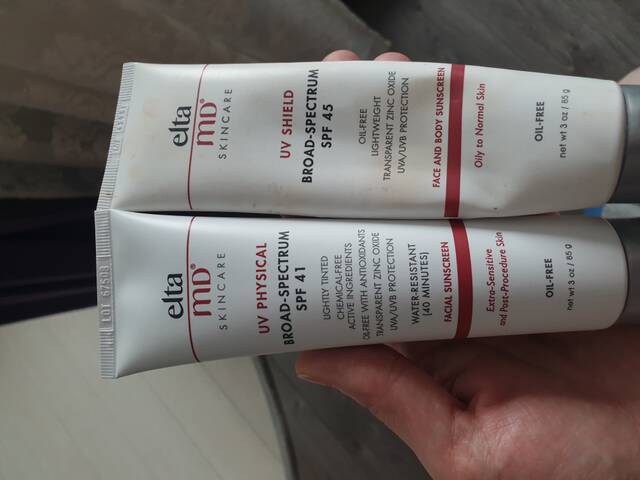 elta
MD®
SKINCARE
UV SHIELD
BROAD-SPECTRUM
SPF 45
OIL-FREE
LIGHTWEIGHT
TRANSPARENT ZINC OXIDE
UVA/UVB PROTECTION
FACE AND BODY SUNSCREEN
Oily to Normal Skin
OIL-FREE
net wt 3 oz / 85 g
LOT 67508
elta
MD®
SKINCARE
UV PHYSICAL
BROAD-SPECTRUM
SPF 41
LIGHTLY TINTED
CHEMICAL-FREE
ACTIVE INGREDIENTS
OIL-FREE WITH ANTIOXIDANTS
TRANSPARENT ZINC OXIDE
UVA/UVB PROTECTION
WATER-RESISTANT
(40 MINUTES)
FACIAL SUNSCREEN
Extra-Sensitive
and Post-Procedure Skin
OIL-FREE
net wt 3 oz / 85 g